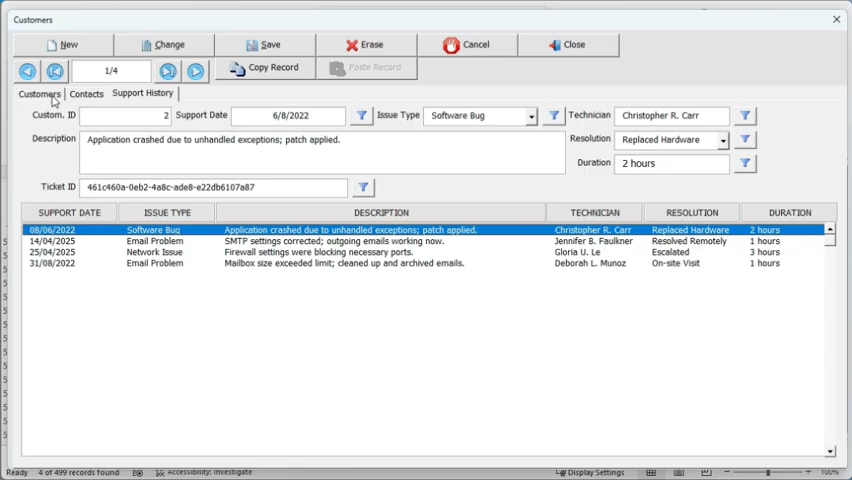 Customers
New Change Save Erase Cancel Close
1/4 Copy Record Paste Record
Customers Contacts Support History
Custom. ID 2 Support Date 6/8/2022 Issue Type Software Bug Technician Christopher R. Carr
Description Application crashed due to unhandled exceptions; patch applied. Resolution Replaced Hardware
Duration 2 hours
Ticket ID 461c460a-0eb2-4a8c-ade8-e22db6107a87
SUPPORT DATE ISSUE TYPE DESCRIPTION TECHNICIAN RESOLUTION DURATION
08/06/2022 Software Bug Application crashed due to unhandled exceptions; patch applied. Christopher R. Carr Replaced Hardware 2 hours
14/04/2025 Email Problem SMTP settings corrected; outgoing emails working now. Jennifer B. Faulkner Resolved Remotely 1 hours
25/04/2025 Network Issue Firewall settings were blocking necessary ports. Gloria U. Le Escalated 3 hours
31/08/2022 Email Problem Mailbox size exceeded limit; cleaned up and archived emails. Deborah L. Munoz On-site Visit 1 hours
Ready 4 of 499 records found Accessibility: Investigate Display Settings